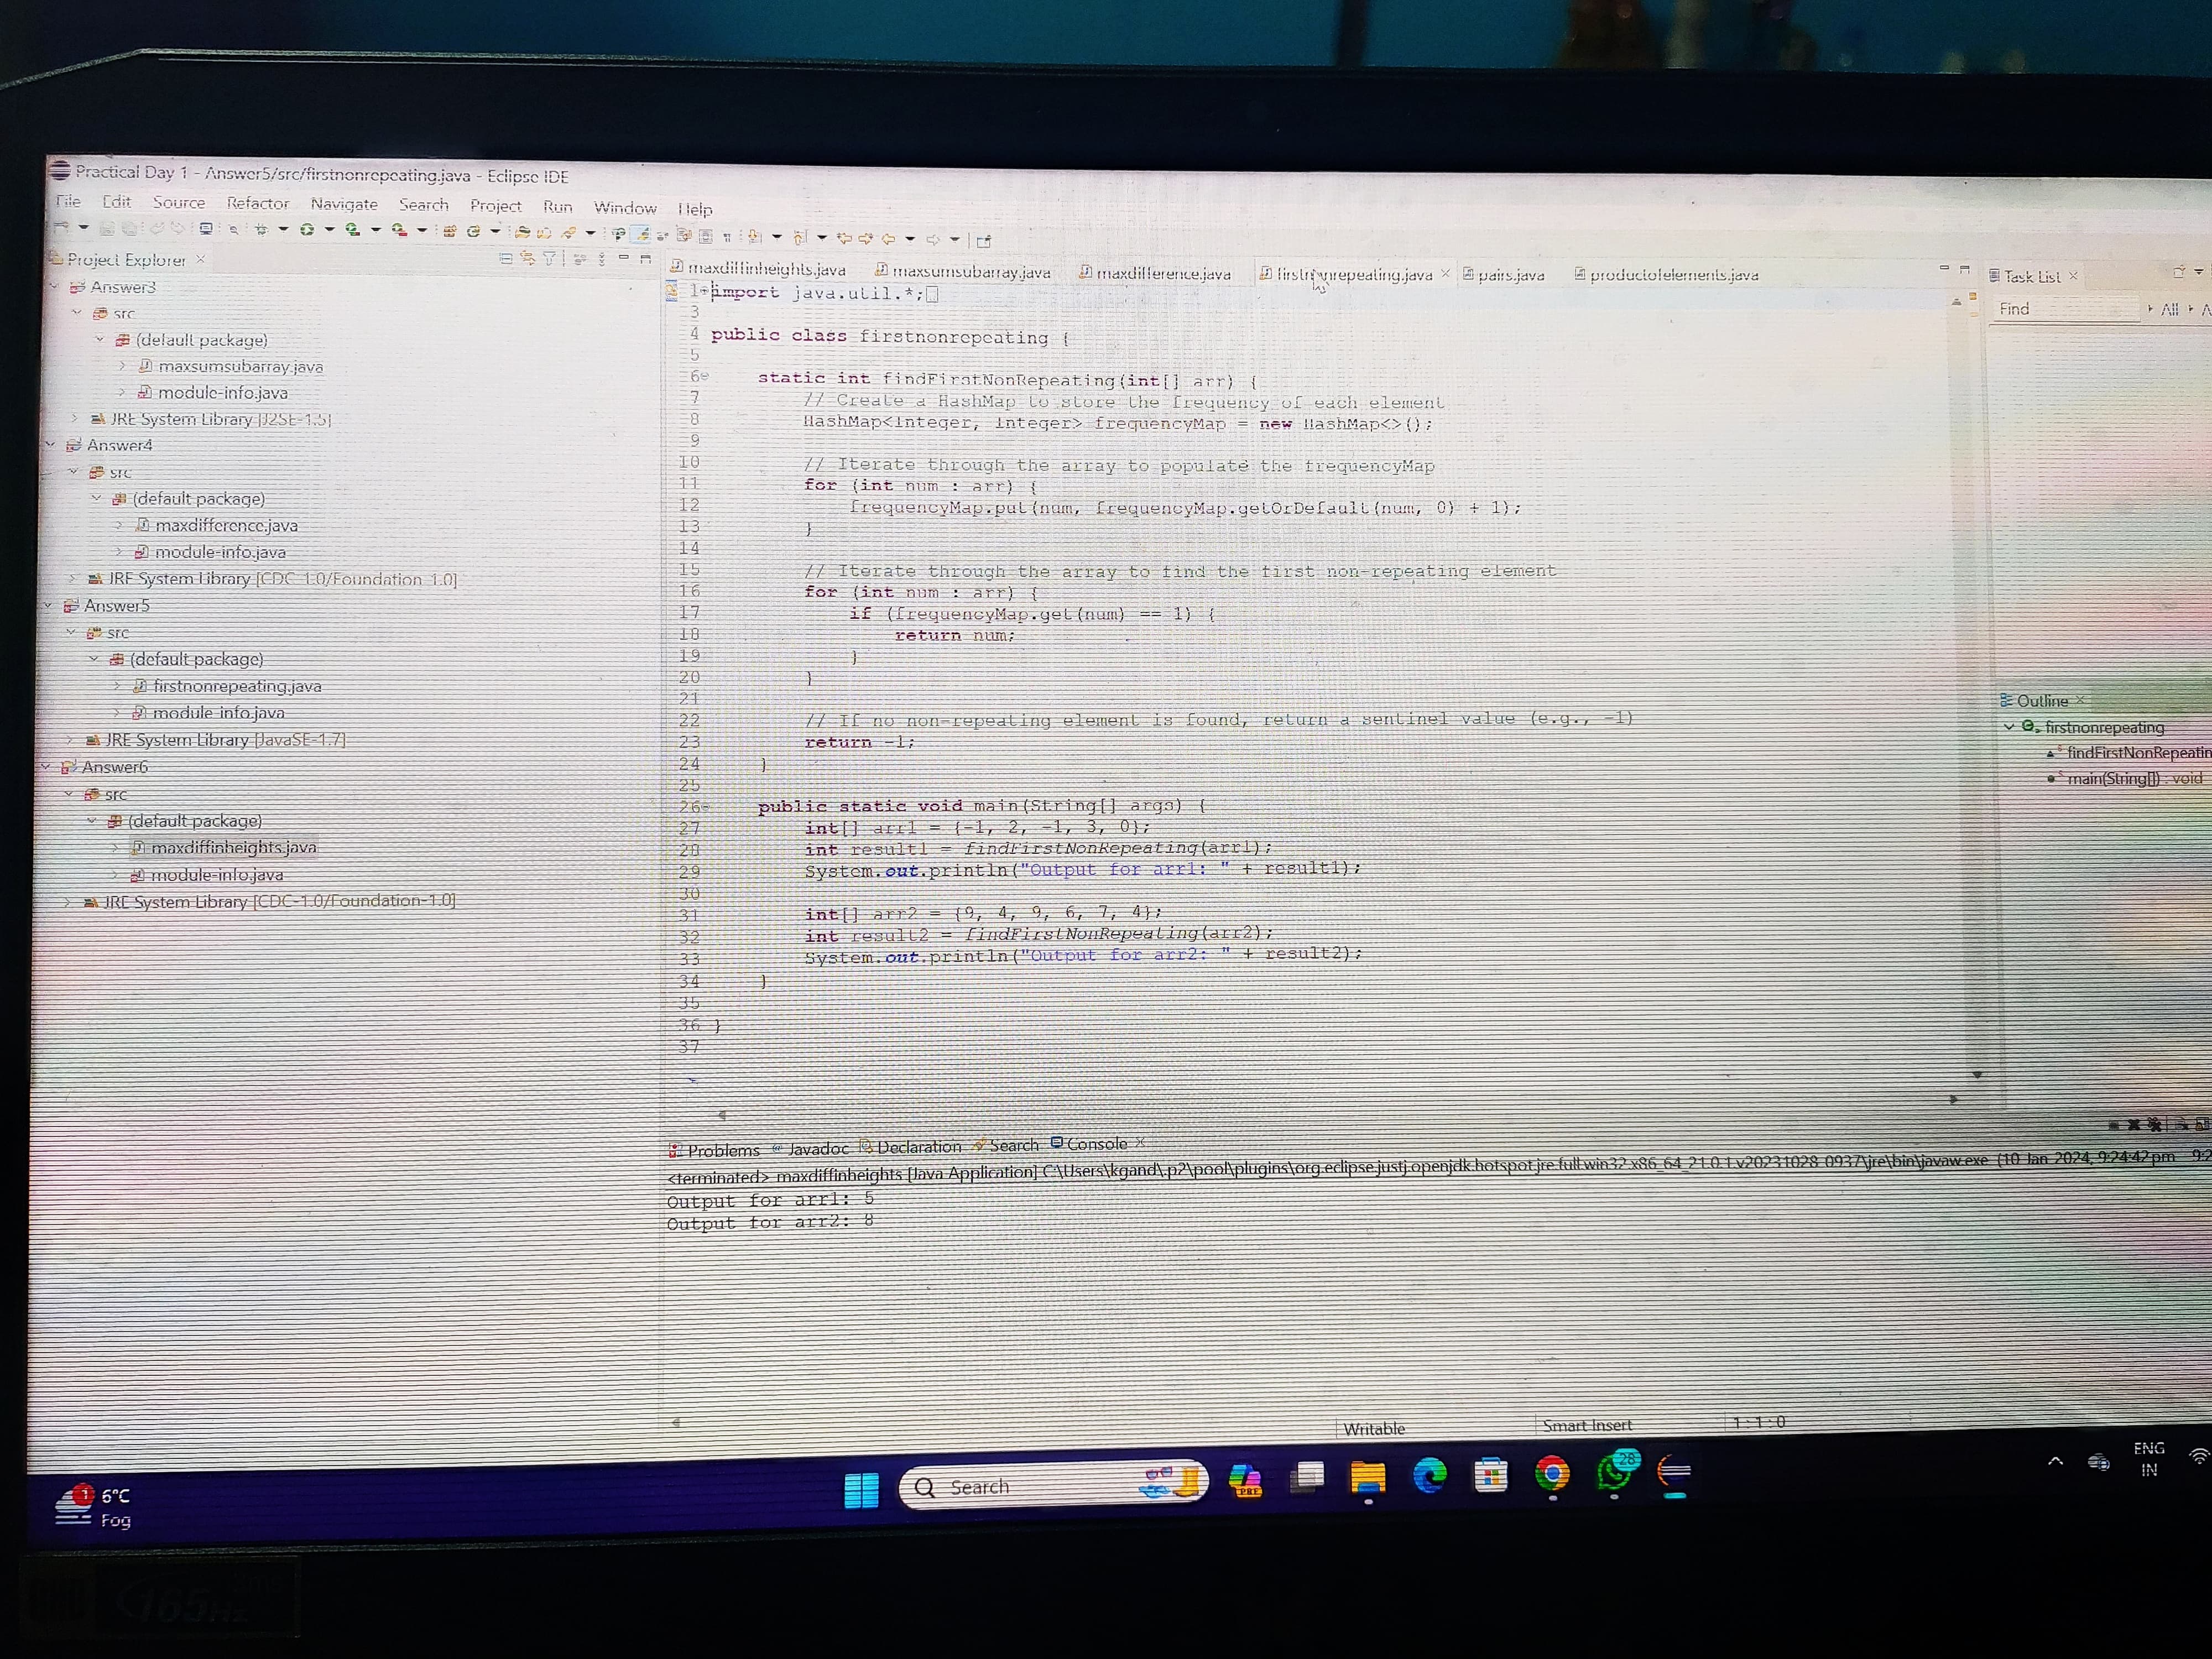 Practical Day 1 - Answer5/src/firstnonrepeating.java - Eclipse IDE
File Edit Source Refactor Navigate Search Project Run Window Help
Project Explorer
Answer3
src
(default package)
maxsumsubarray.java
module-info.java
JRE System Library [J2SE-1.5]
Answer4
src
(default package)
maxdifference.java
module-info.java
JRE System Library [CDC-1.0/Foundation-1.0]
Answer5
src
(default package)
firstnonrepeating.java
module-info.java
JRE System Library [JavaSE-1.7]
Answer6
src
(default package)
maxdiffinheights.java
module-info.java
JRE System Library [CDC-1.0/Foundation-1.0]
maxdiffinheights.java maxsumsubarray.java maxdifference.java firstnonrepeating.java pairs.java productofelements.java
1 import java.util.*;
3
4 public class firstnonrepeating {
5
6 static int findFirstNonRepeating(int[] arr) {
7 // Create a HashMap to store the frequency of each element
8 HashMap<Integer, Integer> frequencyMap = new HashMap<>();
9
10 // Iterate through the array to populate the frequencyMap
11 for (int num : arr) {
12 frequencyMap.put(num, frequencyMap.getOrDefault(num, 0) + 1);
13 }
14
15 // Iterate through the array to find the first non-repeating element
16 for (int num : arr) {
17 if (frequencyMap.get(num) == 1) {
18 return num;
19 }
20 }
21
22 // If no non-repeating element is found, return a sentinel value (e.g., -1)
23 return -1;
24 }
25
26 public static void main(String[] args) {
27 int[] arr1 = {-1, 2, -1, 3, 0};
28 int result1 = findFirstNonRepeating(arr1);
29 System.out.println("Output for arr1: " + result1);
30
31 int[] arr2 = {9, 4, 9, 6, 7, 4};
32 int result2 = findFirstNonRepeating(arr2);
33 System.out.println("Output for arr2: " + result2);
34 }
35
36 }
37
Task List
Find All
Outline
firstnonrepeating
findFirstNonRepeatin
main(String[]) : void
Problems Javadoc Declaration Search Console
<terminated> maxdiffinheights [Java Application] C:\Users\kgand\.p2\pool\plugins\org.eclipse.justj.openjdk.hotspot.jre.full.win32.x86_64_21.0.1.v20231028-0937\jre\bin\javaw.exe (10 Jan 2024, 9:24:42 pm
Output for arr1: 5
Output for arr2: 8
Writable Smart Insert 1 : 1 : 0
1
6°C
Fog
Search
PRE
28
ENG
IN
165Hz